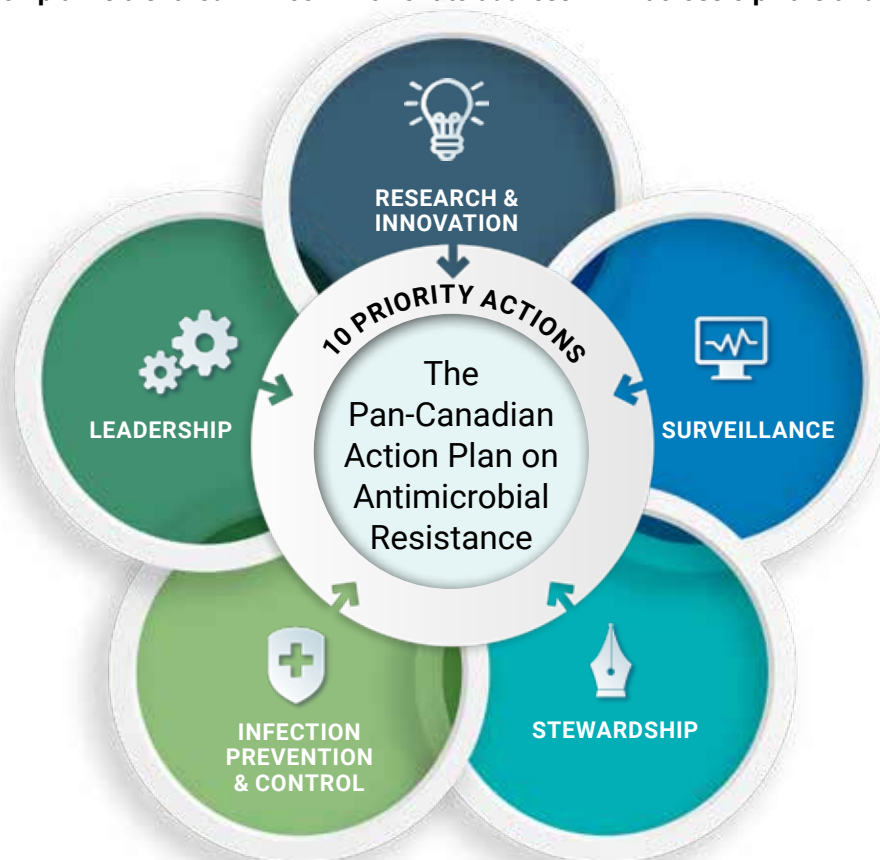 RESEARCH &
INNOVATION
10 PRIORITY ACTIONS
The
Pan-Canadian
Action Plan on
Antimicrobial
Resistance
LEADERSHIP
SURVEILLANCE
INFECTION
PREVENTION
& CONTROL
STEWARDSHIP